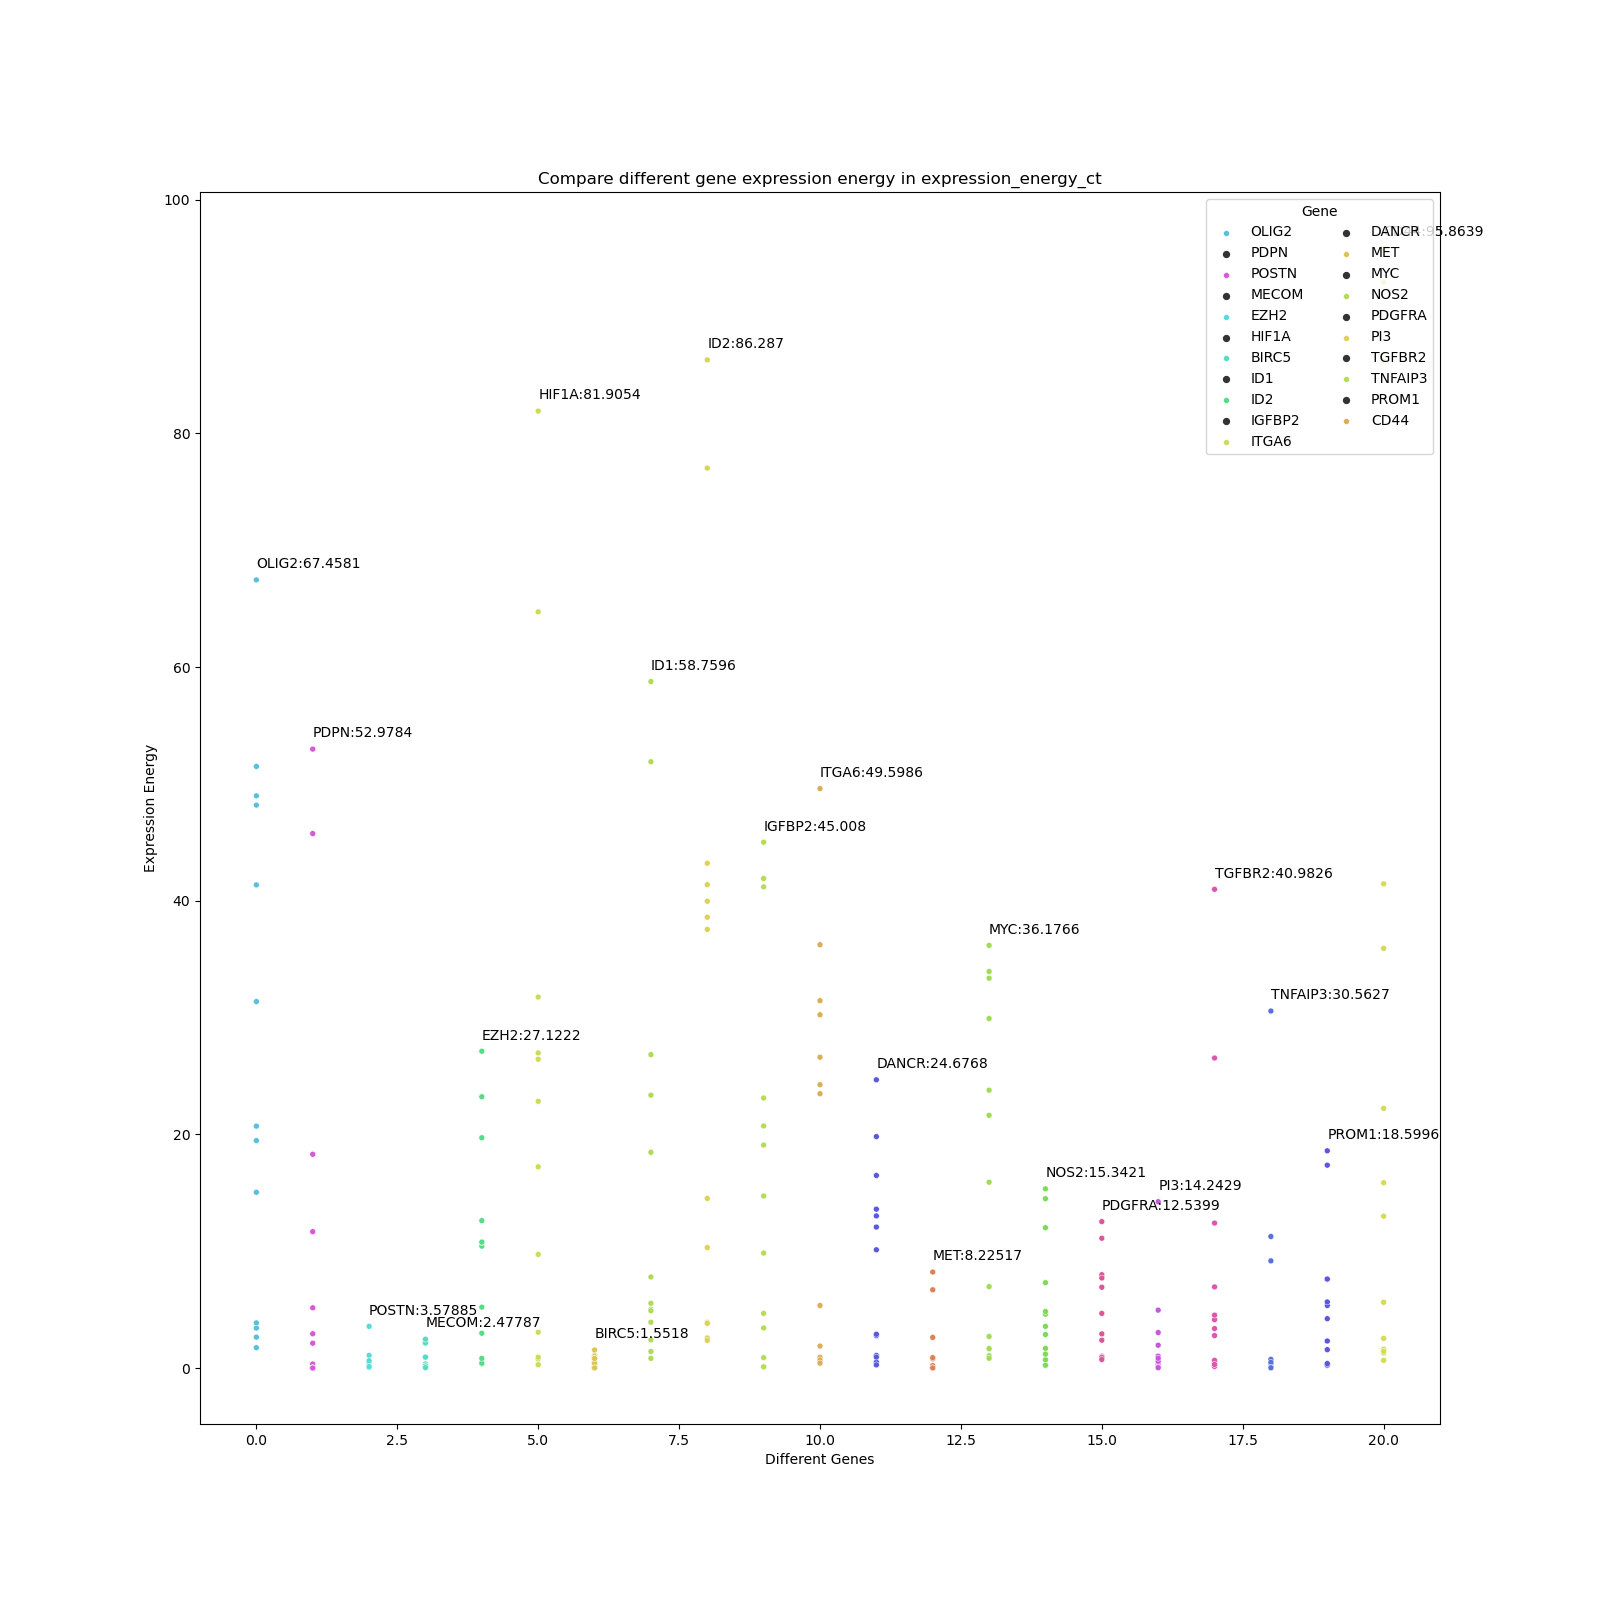 Compare different gene expression energy in expression_energy_ct
Gene
OLIG2
PDPN
POSTN
MECOM
EZH2
HIF1A
BIRC5
ID1
ID2
IGFBP2
ITGA6
DANCR
MET
MYC
NOS2
PDGFRA
PI3
TGFBR2
TNFAIP3
PROM1
CD44
:95.8639
ID2:86.287
HIF1A:81.9054
OLIG2:67.4581
ID1:58.7596
PDPN:52.9784
ITGA6:49.5986
IGFBP2:45.008
TGFBR2:40.9826
MYC:36.1766
TNFAIP3:30.5627
EZH2:27.1222
DANCR:24.6768
PROM1:18.5996
NOS2:15.3421
PI3:14.2429
PDGFRA:12.5399
MET:8.22517
POSTN:3.57885
MECOM:2.47787
BIRC5:1.5518
100
80
60
40
20
0
Expression Energy
0.0 2.5 5.0 7.5 10.0 12.5 15.0 17.5 20.0
Different Genes